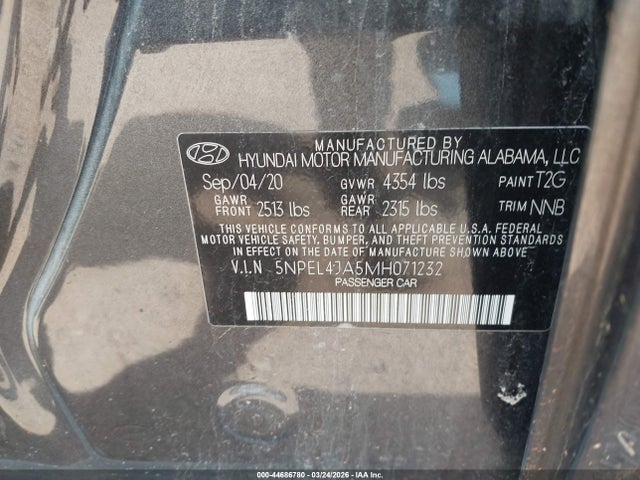 MANUFACTURED BY
HYUNDAI MOTOR MANUFACTURING ALABAMA, LLC
Sep/04/20 GVWR 4354 lbs PAINT T2G
GAWR FRONT 2513 lbs GAWR REAR 2315 lbs TRIM NNB
THIS VEHICLE CONFORMS TO ALL APPLICABLE U.S.A. FEDERAL
MOTOR VEHICLE SAFETY, BUMPER, AND THEFT PREVENTION
STANDARDS IN EFFECT ON THE DATE OF MANUFACTURE SHOWN ABOVE
V.I.N 5NPEL4JA5MH071232
PASSENGER CAR
000-44686780 - 03/24/2026 - IAA Inc.